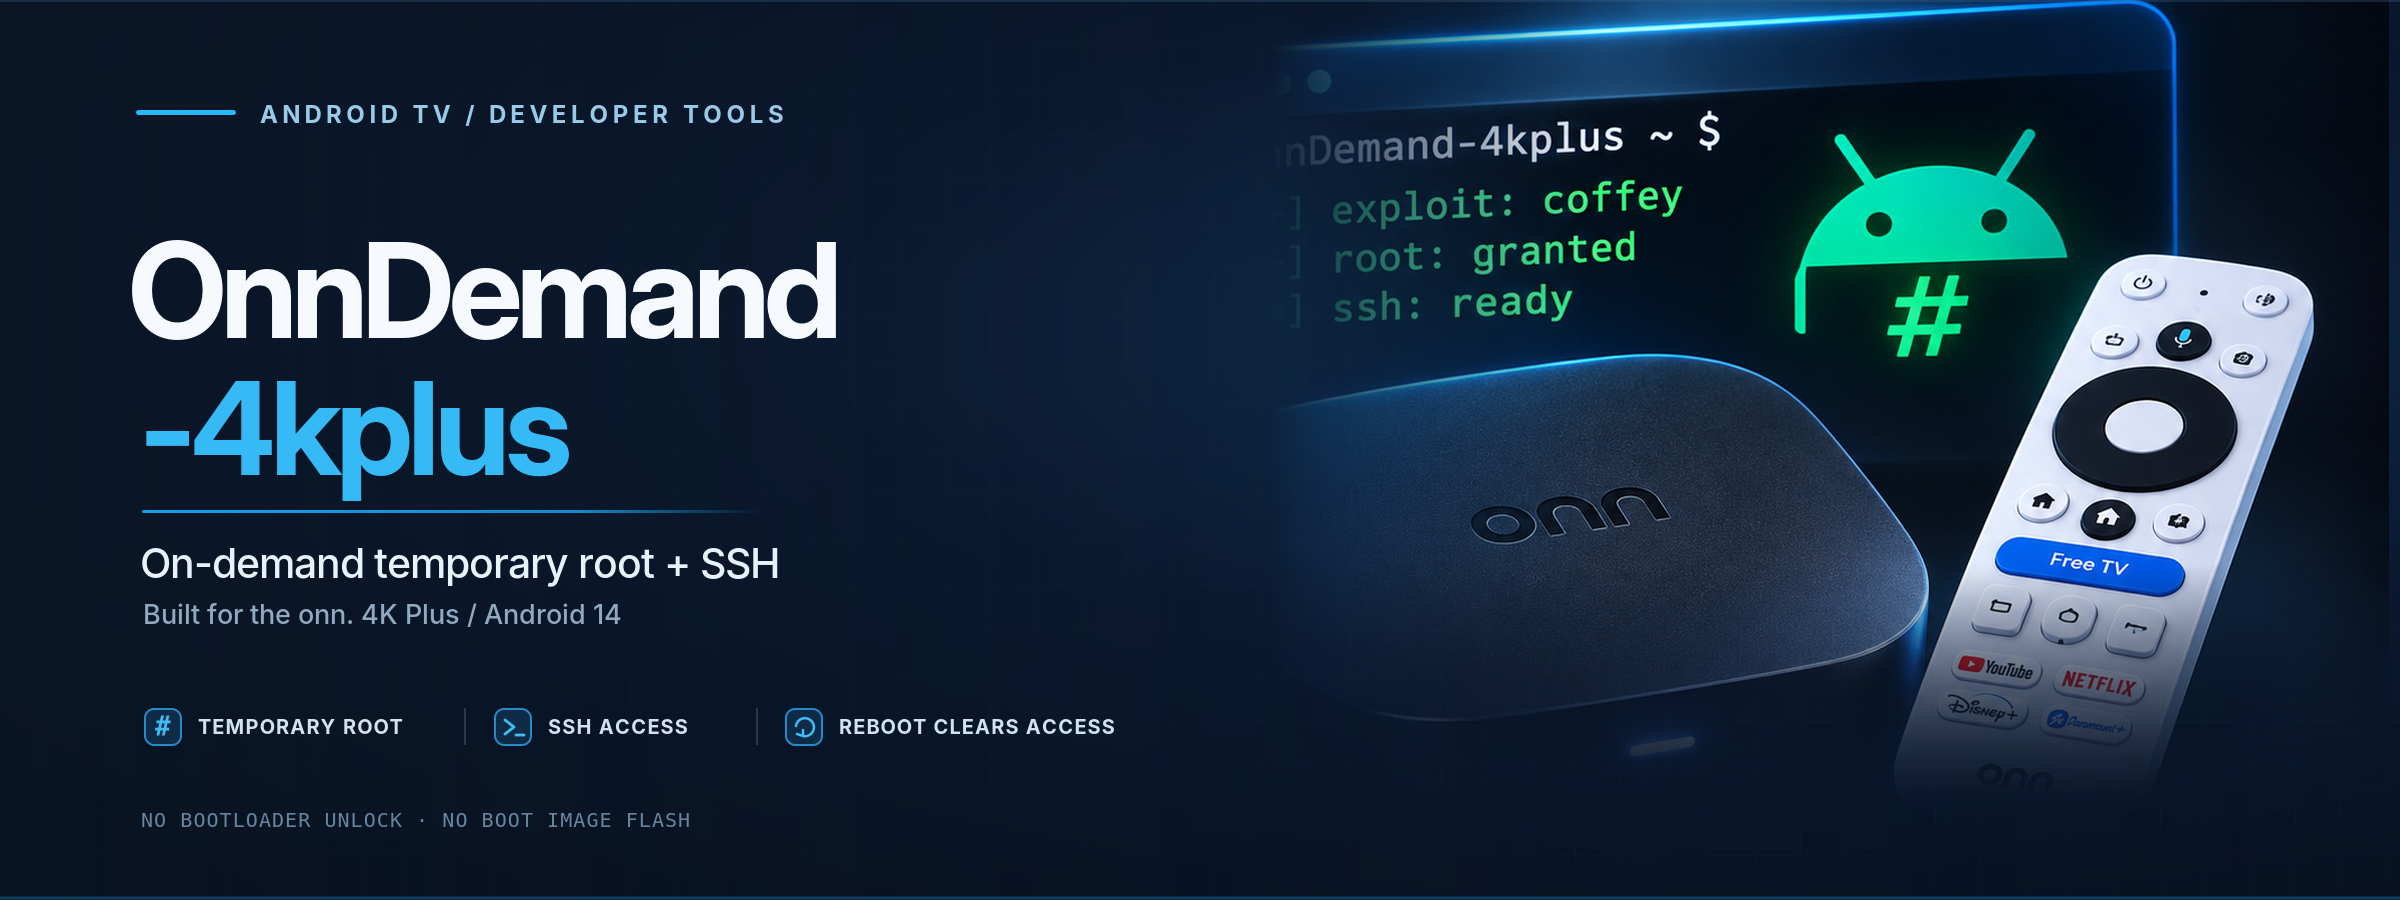 ANDROID TV / DEVELOPER TOOLS
OnnDemand
-4kplus
On-demand temporary root + SSH
Built for the onn. 4K Plus / Android 14
# TEMPORARY ROOT
>_ SSH ACCESS
REBOOT CLEARS ACCESS
NO BOOTLOADER UNLOCK · NO BOOT IMAGE FLASH
nDemand-4kplus ~ $
] exploit: coffey
] root: granted
] ssh: ready
#
onn
Free TV
YouTube
NETFLIX
Disney+
Paramount+
onn